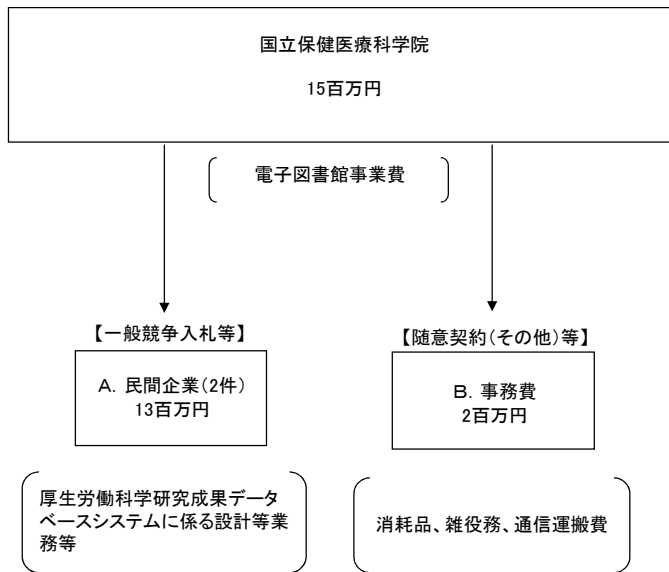 国立保健医療科学院
15百万円
電子図書館事業費
【一般競争入札等】
【随意契約(その他)等】
A. 民間企業(2件)
13百万円
B. 事務費
2百万円
厚生労働科学研究成果データ
ベースシステムに係る設計等業
務等
消耗品、雑役務、通信運搬費